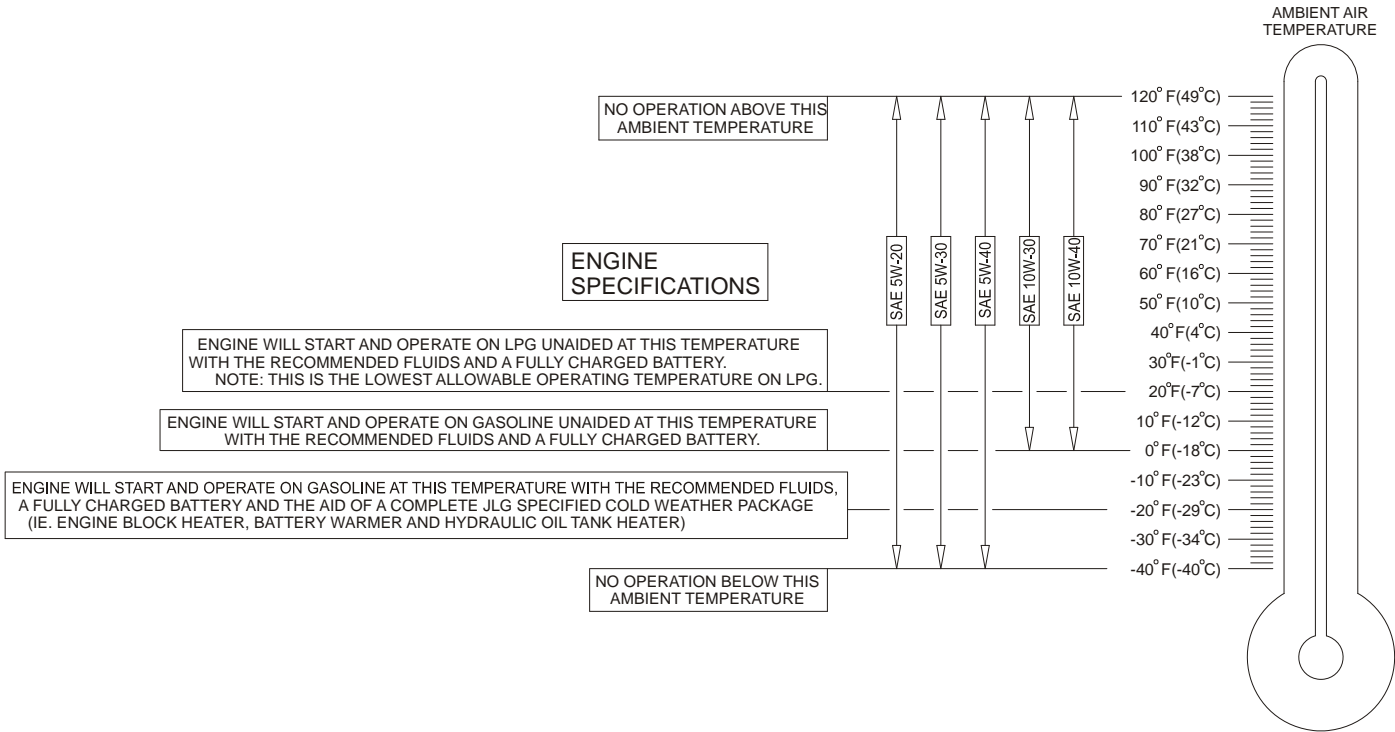 AMBIENT AIR
TEMPERATURE
NO OPERATION ABOVE THIS
AMBIENT TEMPERATURE
120° F(49°C)
110° F(43°C)
100° F(38°C)
90° F(32°C)
80° F(27°C)
70° F(21°C)
60° F(16°C)
50° F(10°C)
40°F(4°C)
30°F(-1°C)
20°F(-7°C)
10°F(-12°C)
0°F(-18°C)
-10°F(-23°C)
-20°F(-29°C)
-30°F(-34°C)
-40°F(-40°C)
SAE 5W-20
SAE 5W-30
SAE 5W-40
SAE 10W-30
SAE 10W-40
ENGINE
SPECIFICATIONS
ENGINE WILL START AND OPERATE ON LPG UNAIDED AT THIS TEMPERATURE
WITH THE RECOMMENDED FLUIDS AND A FULLY CHARGED BATTERY.
NOTE: THIS IS THE LOWEST ALLOWABLE OPERATING TEMPERATURE ON LPG.
ENGINE WILL START AND OPERATE ON GASOLINE UNAIDED AT THIS TEMPERATURE
WITH THE RECOMMENDED FLUIDS AND A FULLY CHARGED BATTERY.
ENGINE WILL START AND OPERATE ON GASOLINE AT THIS TEMPERATURE WITH THE RECOMMENDED FLUIDS,
A FULLY CHARGED BATTERY AND THE AID OF A COMPLETE JLG SPECIFIED COLD WEATHER PACKAGE
(IE. ENGINE BLOCK HEATER, BATTERY WARMER AND HYDRAULIC OIL TANK HEATER)
NO OPERATION BELOW THIS
AMBIENT TEMPERATURE